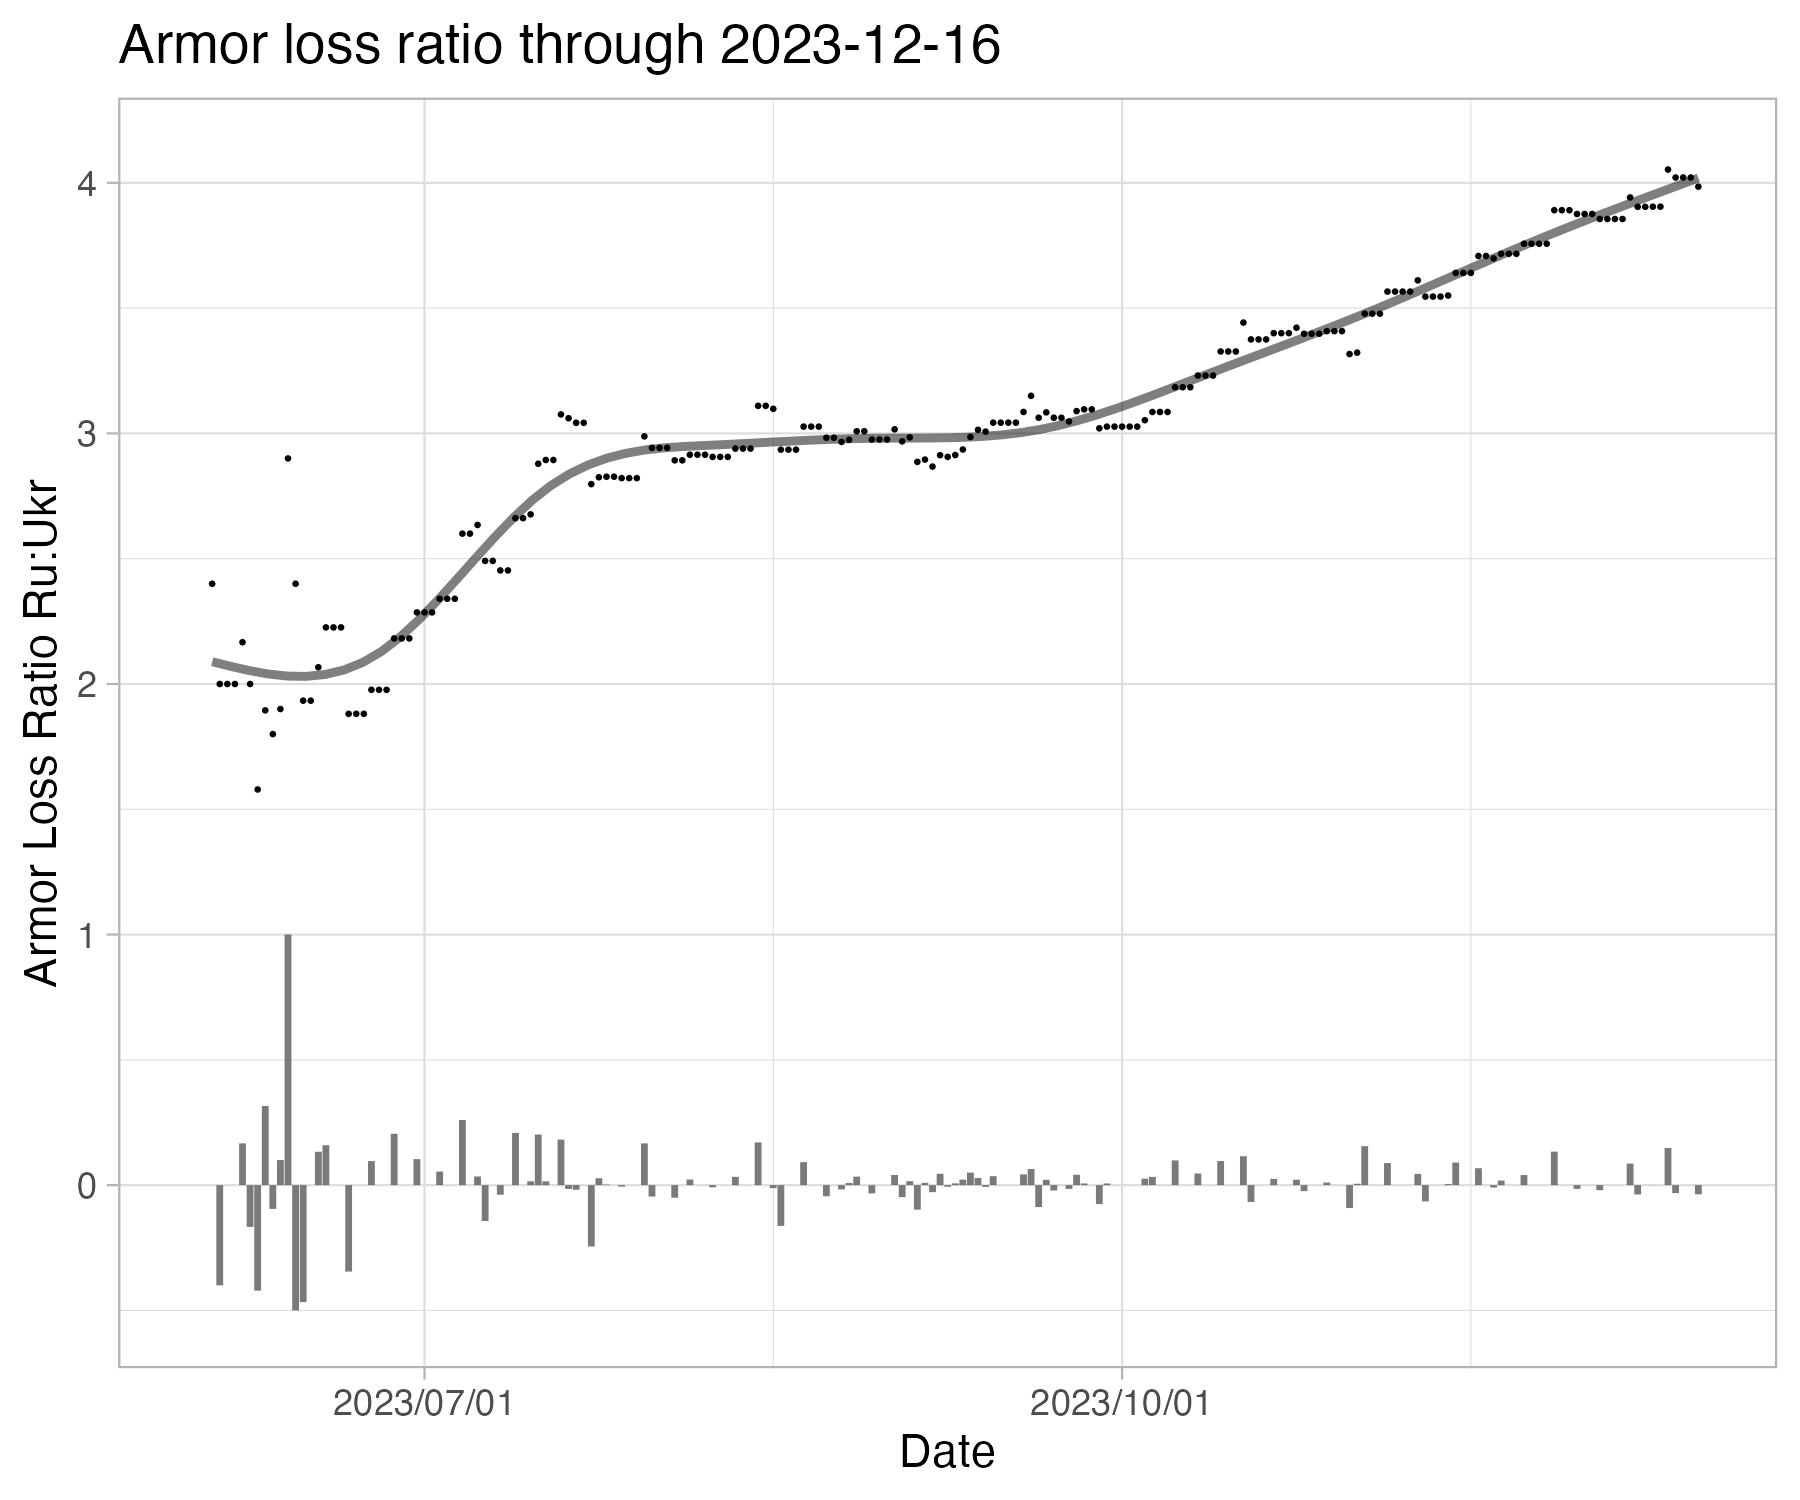 Armor loss ratio through 2023-12-16
Armor Loss Ratio Ru:Ukr
4
3
2
1
0
2023/07/01
2023/10/01
Date